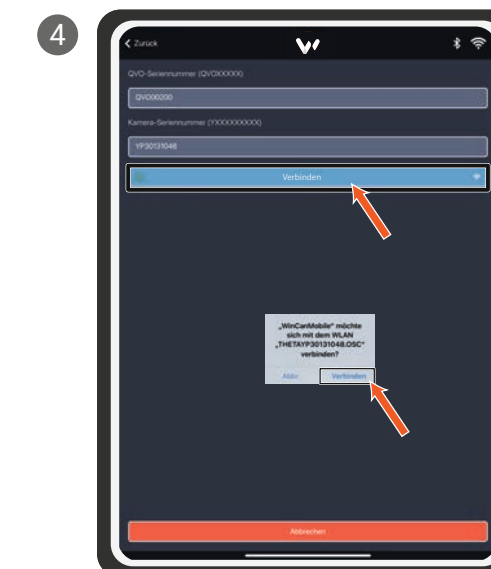 4
Zurück
QVO-Seriennummer (QVOXXXXX)
QVO00200
Kamera-Seriennummer (YXXXXXXXXX)
YP30131048
Verbinden
„WinCanMobile“ möchte
sich mit dem WLAN
„THETAYP30131048.OSC“
verbinden?
Abbr. Verbinden
Abbrechen